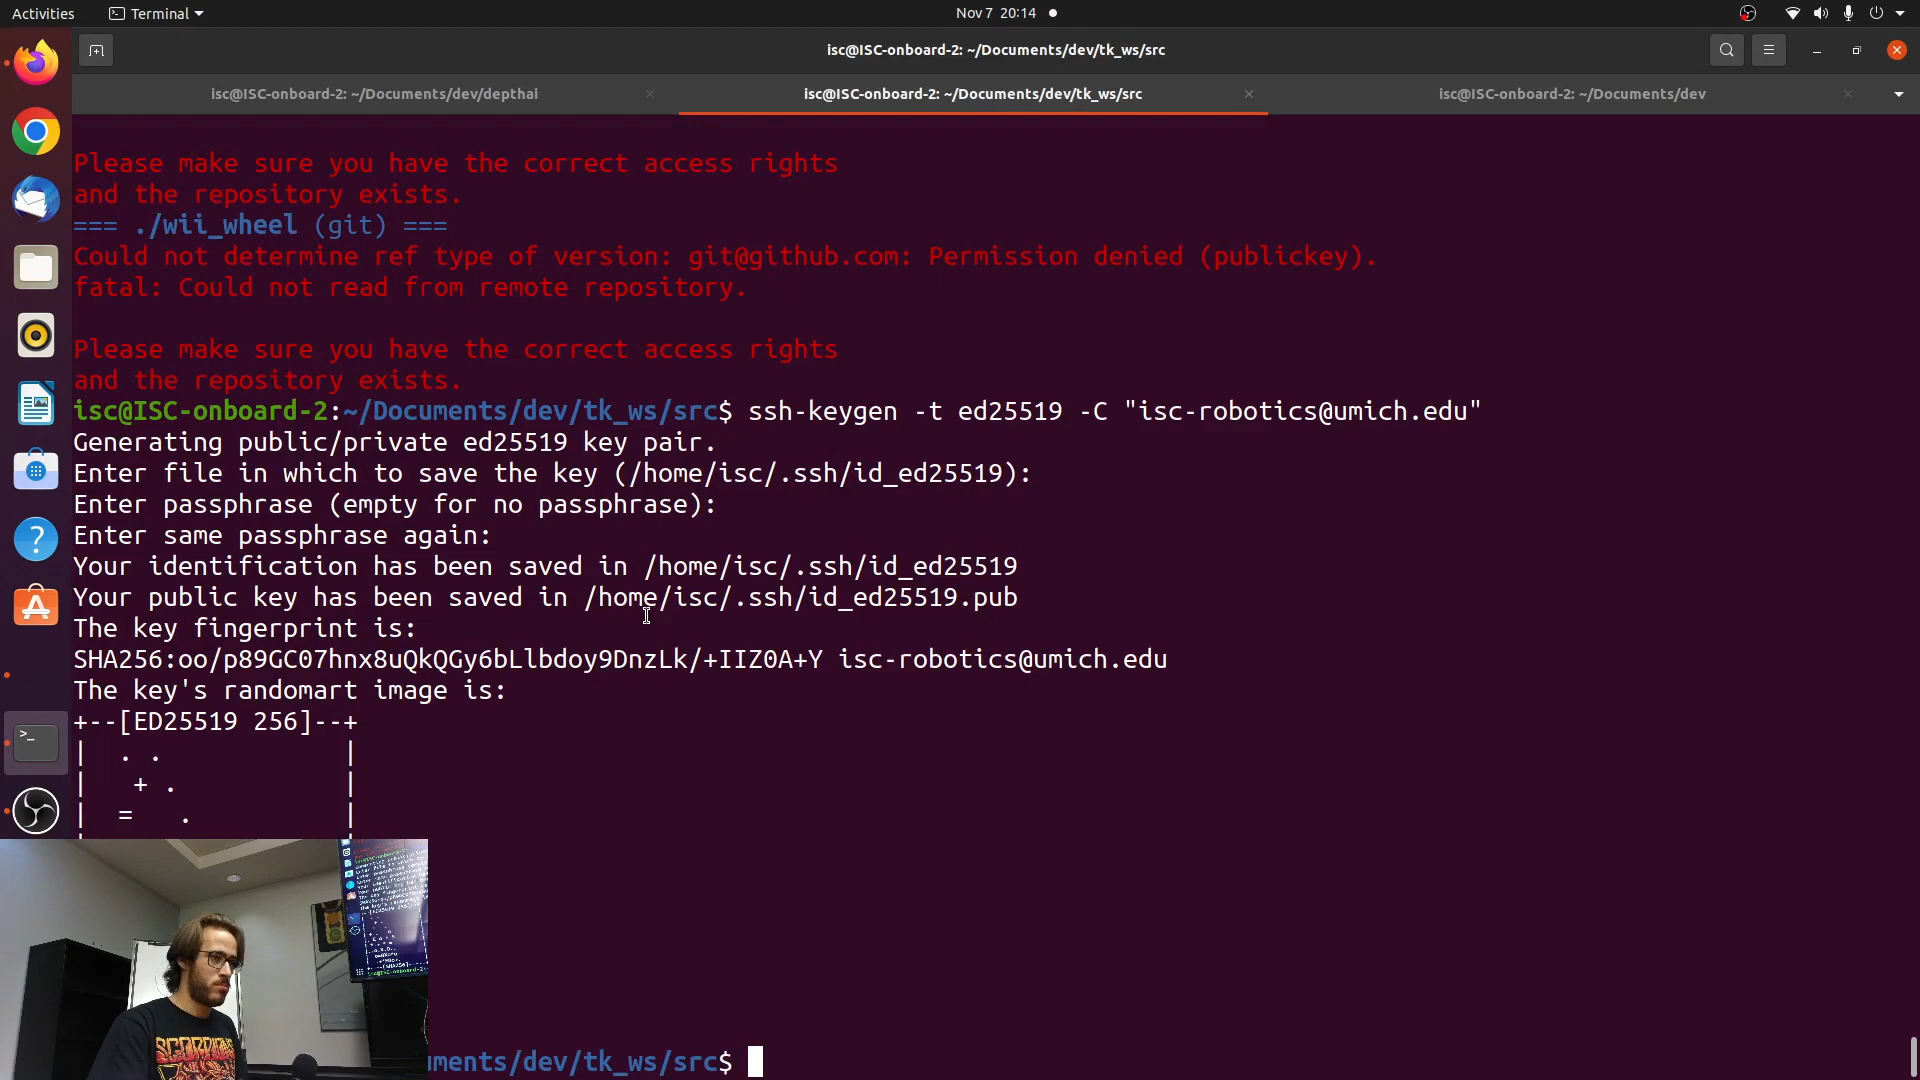 Activities Terminal Nov 7 20:14
isc@ISC-onboard-2: ~/Documents/dev/tk_ws/src
isc@ISC-onboard-2: ~/Documents/dev/depthai isc@ISC-onboard-2: ~/Documents/dev/tk_ws/src isc@ISC-onboard-2: ~/Documents/dev
Please make sure you have the correct access rights
and the repository exists.
=== ./wii_wheel (git) ===
Could not determine ref type of version: git@github.com: Permission denied (publickey).
fatal: Could not read from remote repository.
Please make sure you have the correct access rights
and the repository exists.
isc@ISC-onboard-2:~/Documents/dev/tk_ws/src$ ssh-keygen -t ed25519 -C "isc-robotics@umich.edu"
Generating public/private ed25519 key pair.
Enter file in which to save the key (/home/isc/.ssh/id_ed25519):
Enter passphrase (empty for no passphrase):
Enter same passphrase again:
Your identification has been saved in /home/isc/.ssh/id_ed25519
Your public key has been saved in /home/isc/.ssh/id_ed25519.pub
The key fingerprint is:
SHA256:oo/p89GC07hnx8uQkQGy6bLlbdoy9DnzLk/+IIZ0A+Y isc-robotics@umich.edu
The key's randomart image is:
+--[ED25519 256]--+
|  . .            |
|   + .           |
|  =   .          |
SCORPIONS
uments/dev/tk_ws/src$